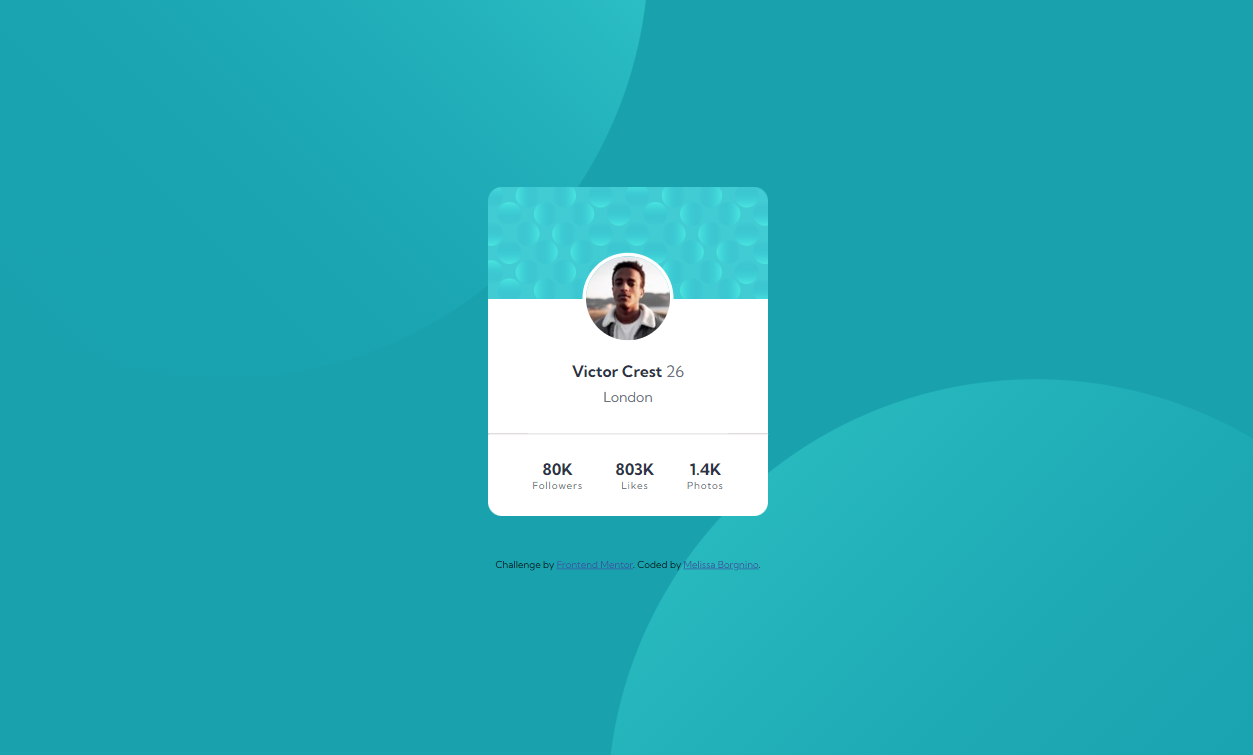 Victor Crest 26
London
80K 803K 1.4K
Followers Likes Photos
Challenge by Frontend Mentor. Coded by Melissa Borgnino.